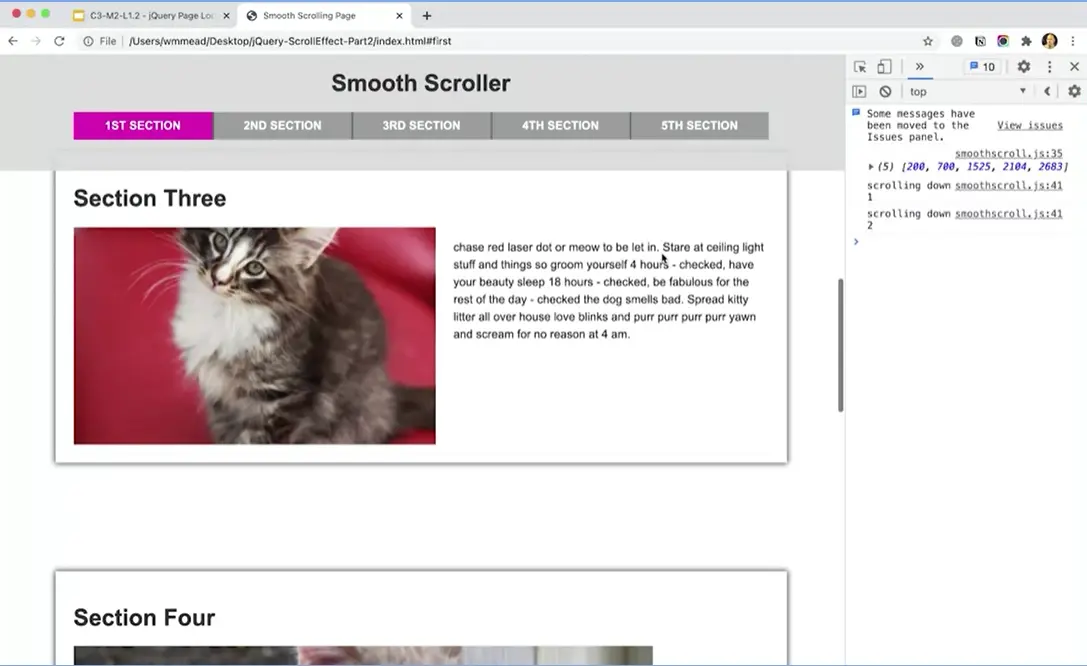 C3-M2-L1.2 - jQuery Page Loa
Smooth Scrolling Page
File /Users/wmmead/Desktop/jQuery-ScrollEffect-Part2/index.html#first
Smooth Scroller
1ST SECTION 2ND SECTION 3RD SECTION 4TH SECTION 5TH SECTION
Section Three
chase red laser dot or meow to be let in. Stare at ceiling light
stuff and things so groom yourself 4 hours - checked, have
your beauty sleep 18 hours - checked, be fabulous for the
rest of the day - checked the dog smells bad. Spread kitty
litter all over house love blinks and purr purr purr purr yawn
and scream for no reason at 4 am.
Section Four
10
top
Some messages have
been moved to the View issues
Issues panel.
smoothscroll.js:35
(5) [200, 700, 1525, 2104, 2683]
scrolling down smoothscroll.js:41
1
scrolling down smoothscroll.js:41
2